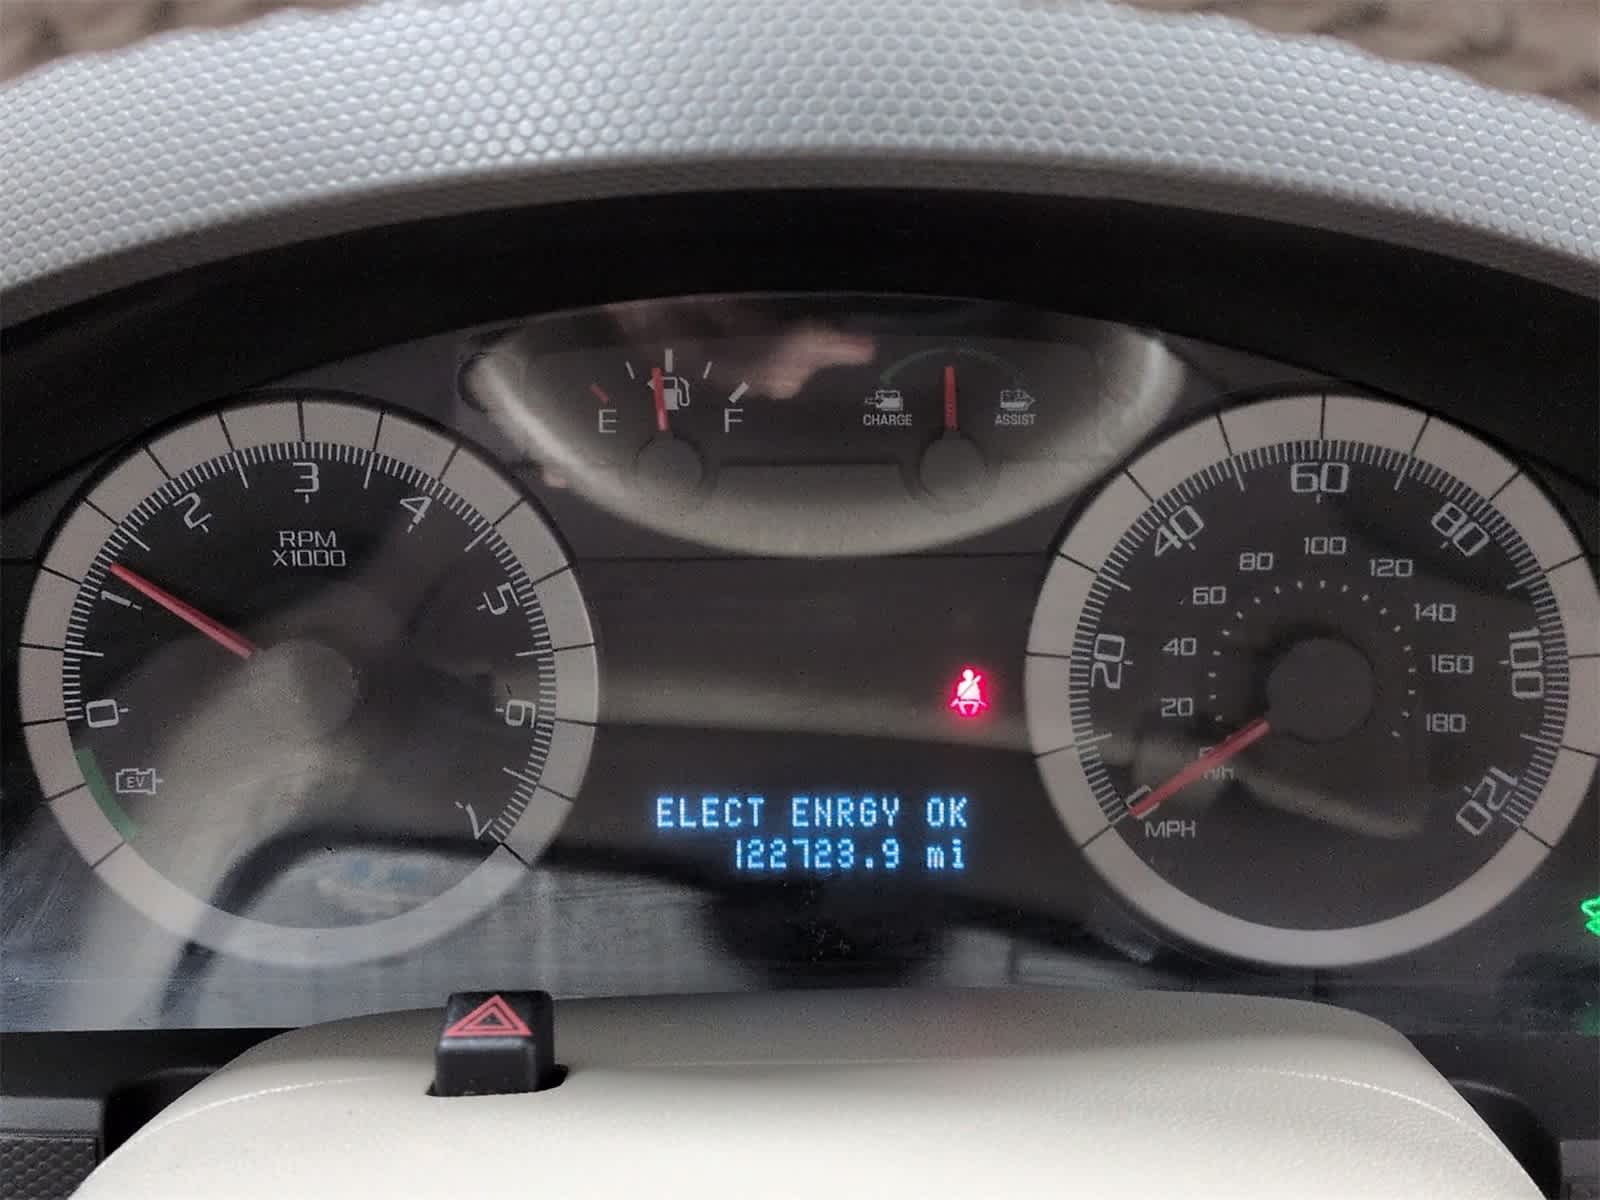 E F
CHARGE ASSIST
0 1 2 3 4 5 6 7
RPM
X1000
EV
0 20 40 60 80 100 120
20 40 60 80 100 120 140 160 180
MPH
ELECT ENRGY OK
122723.9 mi